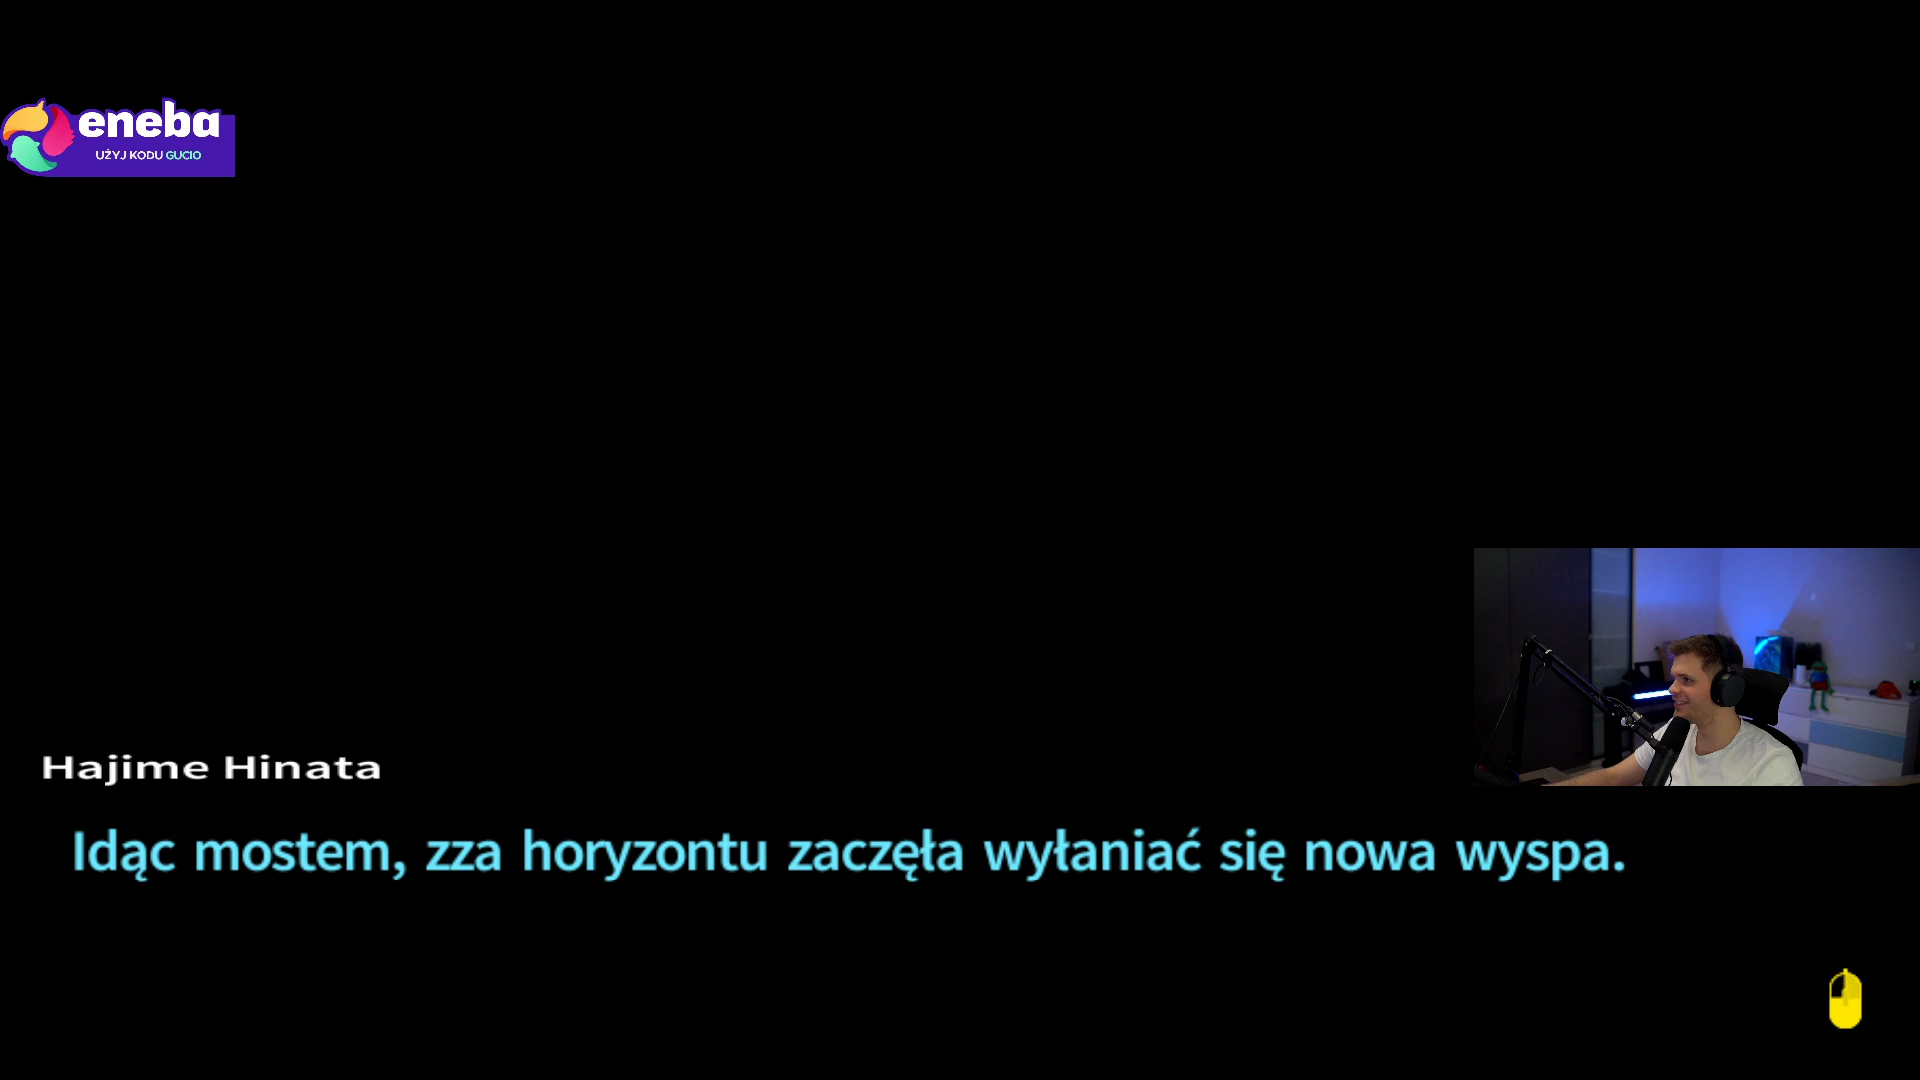 eneba
UŻYJ KODU GUCIO
Hajime Hinata
Idąc mostem, zza horyzontu zaczęła wyłaniać się nowa wyspa.